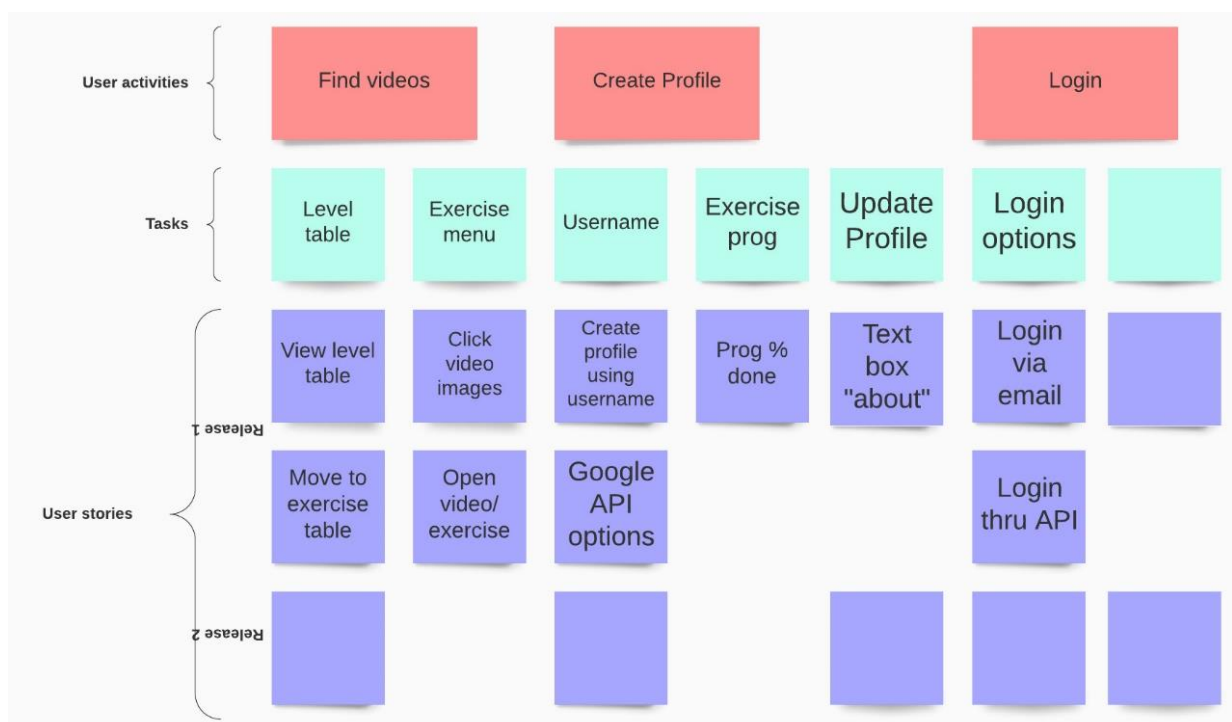 User activities
Find videos
Create Profile
Login
Tasks
Level
table
Exercise
menu
Username
Exercise
prog
Update
Profile
Login
options
User stories
Release 1
View level
table
Click
video
images
Create
profile
using
username
Prog %
done
Text
box
"about"
Login
via
email
Move to
exercise
table
Open
video/
exercise
Google
API
options
Login
thru API
Release 2